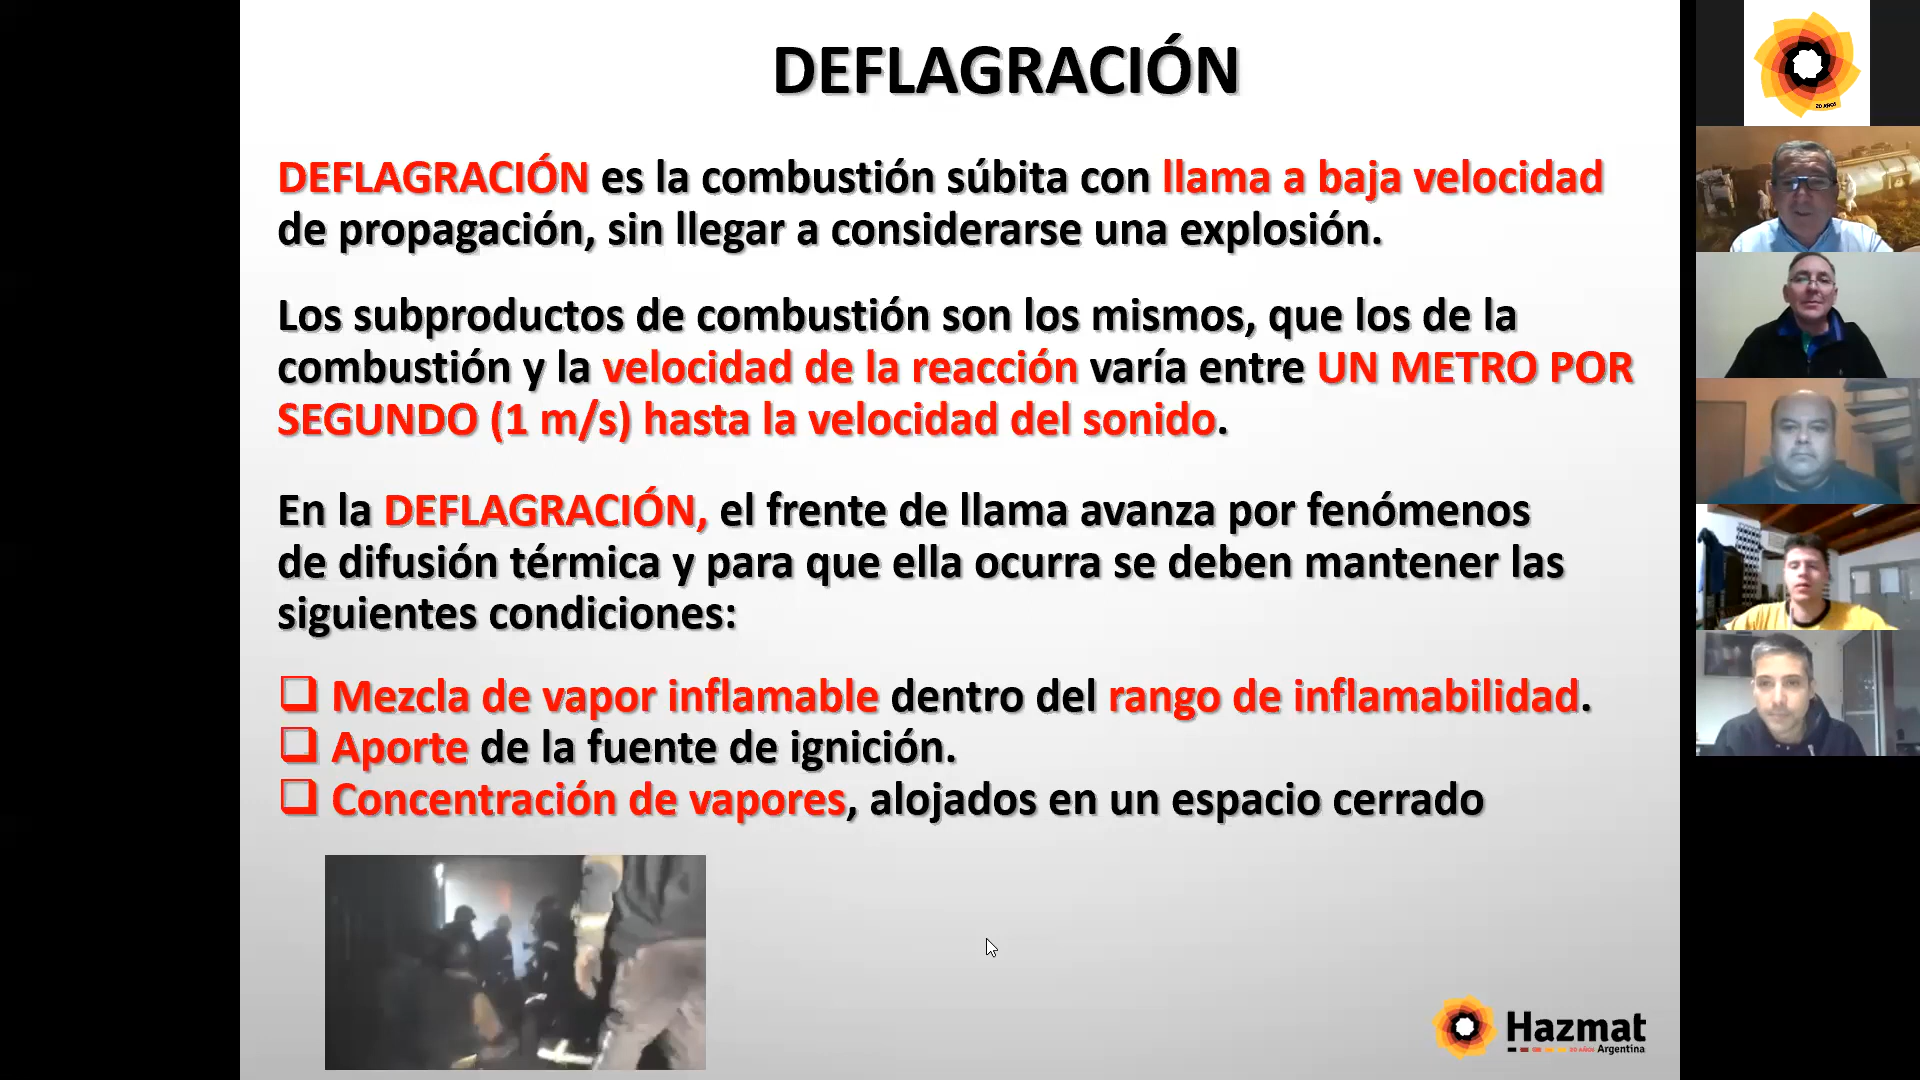 DEFLAGRACIÓN
DEFLAGRACIÓN es la combustión súbita con llama a baja velocidad
de propagación, sin llegar a considerarse una explosión.
Los subproductos de combustión son los mismos, que los de la
combustión y la velocidad de la reacción varía entre UN METRO POR
SEGUNDO (1 m/s) hasta la velocidad del sonido.
En la DEFLAGRACIÓN, el frente de llama avanza por fenómenos
de difusión térmica y para que ella ocurra se deben mantener las
siguientes condiciones:
Mezcla de vapor inflamable dentro del rango de inflamabilidad.
Aporte de la fuente de ignición.
Concentración de vapores, alojados en un espacio cerrado
Hazmat
20 AÑOS Argentina
20 AÑOS